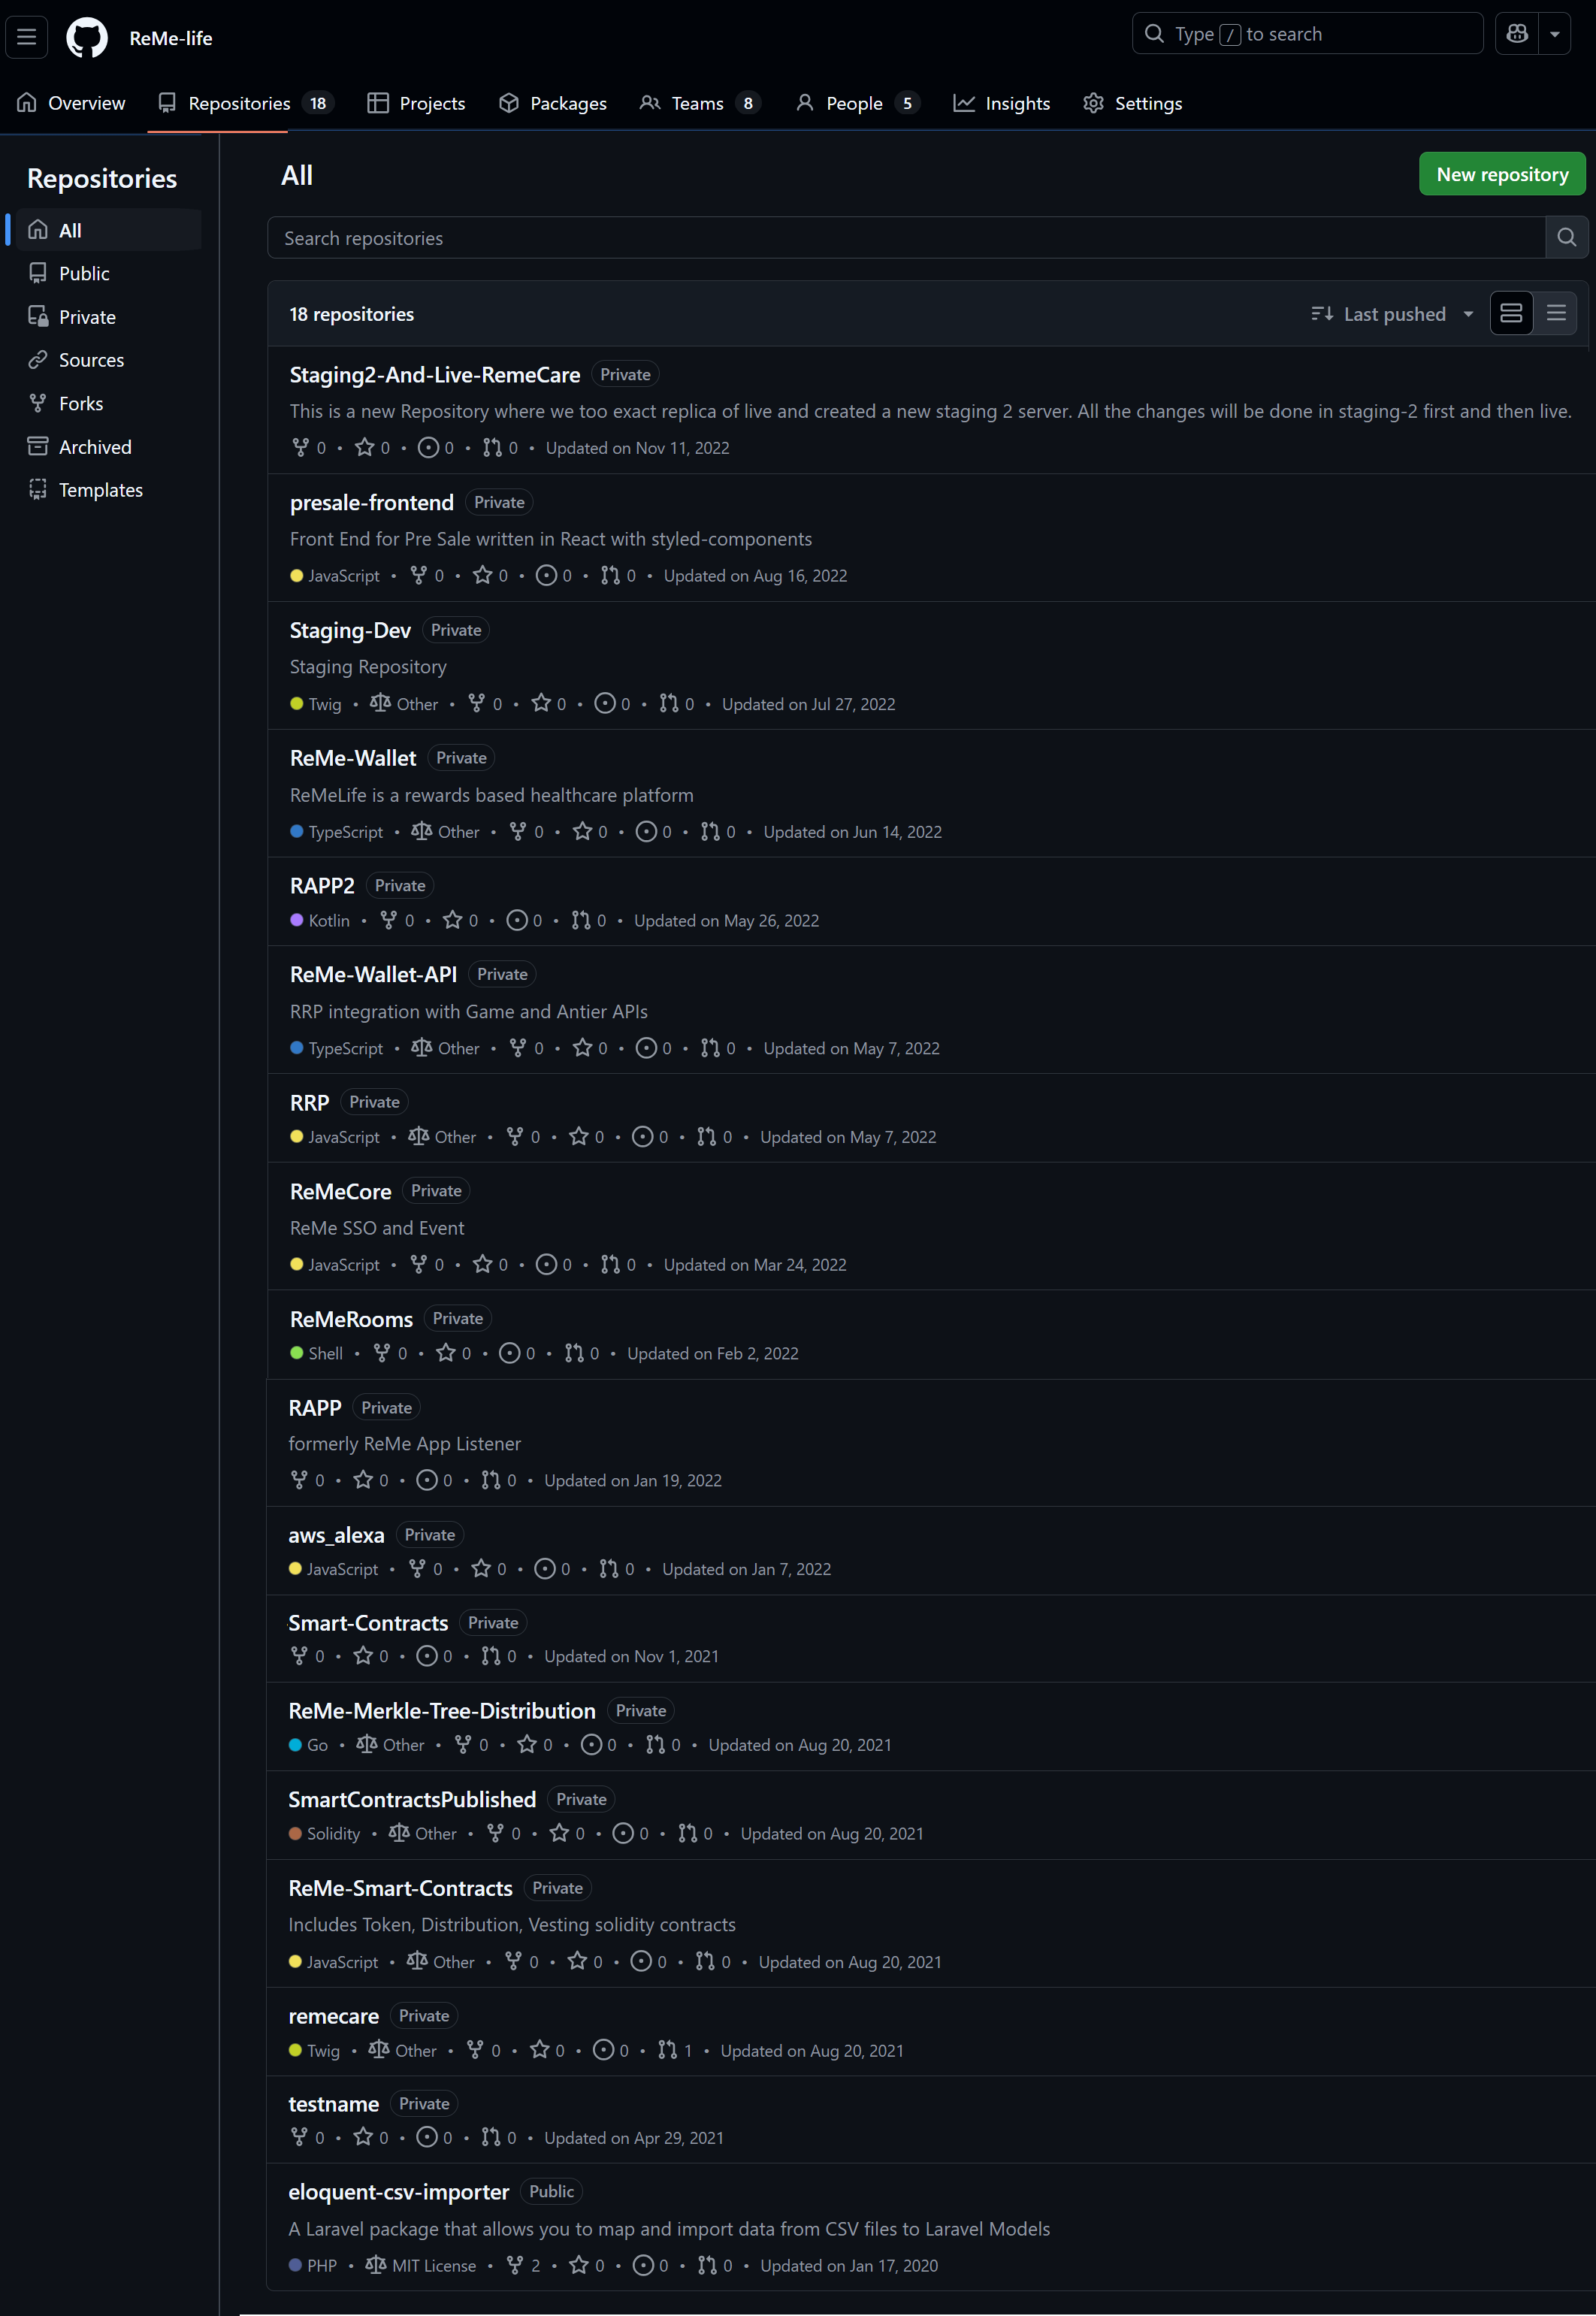 ReMe-life
Type / to search
Overview
Repositories 18
Projects
Packages
Teams 8
People 5
Insights
Settings
Repositories
All
Public
Private
Sources
Forks
Archived
Templates
All
New repository
Search repositories
18 repositories
Last pushed
Staging2-And-Live-RemeCare Private
This is a new Repository where we too exact replica of live and created a new staging 2 server. All the changes will be done in staging-2 first and then live.
0 • 0 • 0 • 0 • Updated on Nov 11, 2022
presale-frontend Private
Front End for Pre Sale written in React with styled-components
JavaScript • 0 • 0 • 0 • 0 • Updated on Aug 16, 2022
Staging-Dev Private
Staging Repository
Twig • Other • 0 • 0 • 0 • 0 • Updated on Jul 27, 2022
ReMe-Wallet Private
ReMeLife is a rewards based healthcare platform
TypeScript • Other • 0 • 0 • 0 • 0 • Updated on Jun 14, 2022
RAPP2 Private
Kotlin • 0 • 0 • 0 • 0 • Updated on May 26, 2022
ReMe-Wallet-API Private
RRP integration with Game and Antier APIs
TypeScript • Other • 0 • 0 • 0 • 0 • Updated on May 7, 2022
RRP Private
JavaScript • Other • 0 • 0 • 0 • 0 • Updated on May 7, 2022
ReMeCore Private
ReMe SSO and Event
JavaScript • 0 • 0 • 0 • 0 • Updated on Mar 24, 2022
ReMeRooms Private
Shell • 0 • 0 • 0 • 0 • Updated on Feb 2, 2022
RAPP Private
formerly ReMe App Listener
0 • 0 • 0 • 0 • Updated on Jan 19, 2022
aws_alexa Private
JavaScript • 0 • 0 • 0 • 0 • Updated on Jan 7, 2022
Smart-Contracts Private
0 • 0 • 0 • 0 • Updated on Nov 1, 2021
ReMe-Merkle-Tree-Distribution Private
Go • Other • 0 • 0 • 0 • 0 • Updated on Aug 20, 2021
SmartContractsPublished Private
Solidity • Other • 0 • 0 • 0 • 0 • Updated on Aug 20, 2021
ReMe-Smart-Contracts Private
Includes Token, Distribution, Vesting solidity contracts
JavaScript • Other • 0 • 0 • 0 • 0 • Updated on Aug 20, 2021
remecare Private
Twig • Other • 0 • 0 • 0 • 1 • Updated on Aug 20, 2021
testname Private
0 • 0 • 0 • 0 • Updated on Apr 29, 2021
eloquent-csv-importer Public
A Laravel package that allows you to map and import data from CSV files to Laravel Models
PHP • MIT License • 2 • 0 • 0 • 0 • Updated on Jan 17, 2020